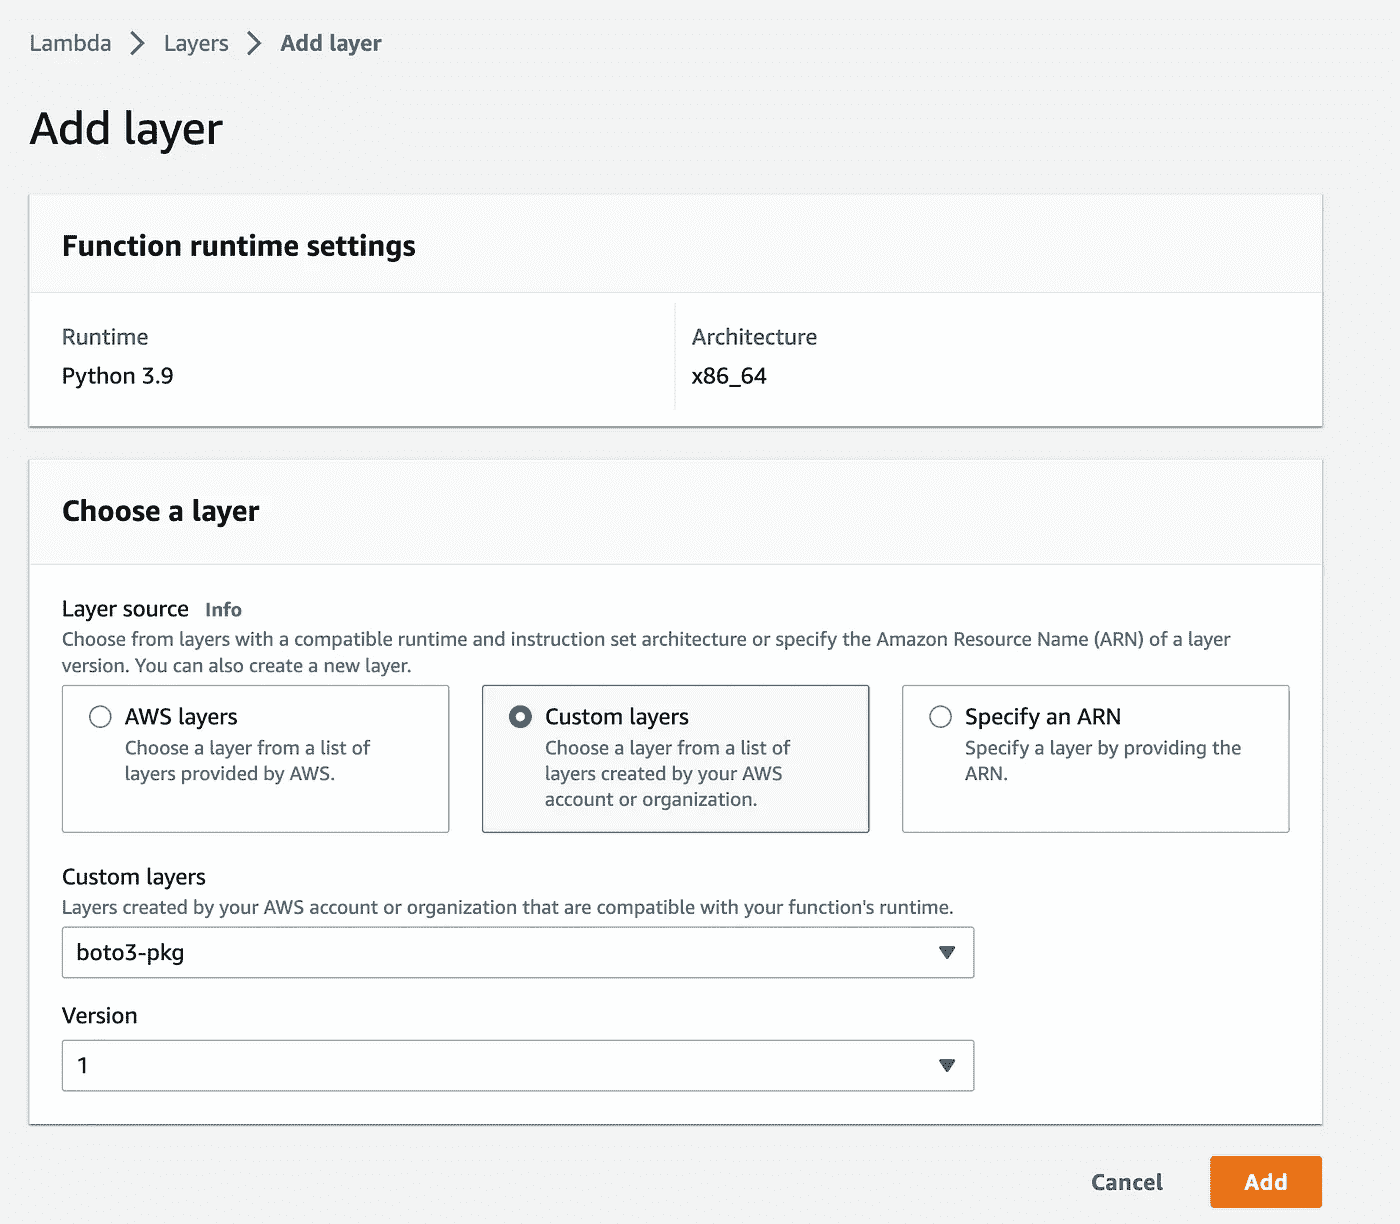 Lambda > Layers > Add layer
Add layer
Function runtime settings
Runtime
Python 3.9
Architecture
x86_64
Choose a layer
Layer source Info
Choose from layers with a compatible runtime and instruction set architecture or specify the Amazon Resource Name (ARN) of a layer
version. You can also create a new layer.
AWS layers
Choose a layer from a list of
layers provided by AWS.
Custom layers
Choose a layer from a list of
layers created by your AWS
account or organization.
Specify an ARN
Specify a layer by providing the
ARN.
Custom layers
Layers created by your AWS account or organization that are compatible with your function's runtime.
boto3-pkg
Version
1
Cancel
Add